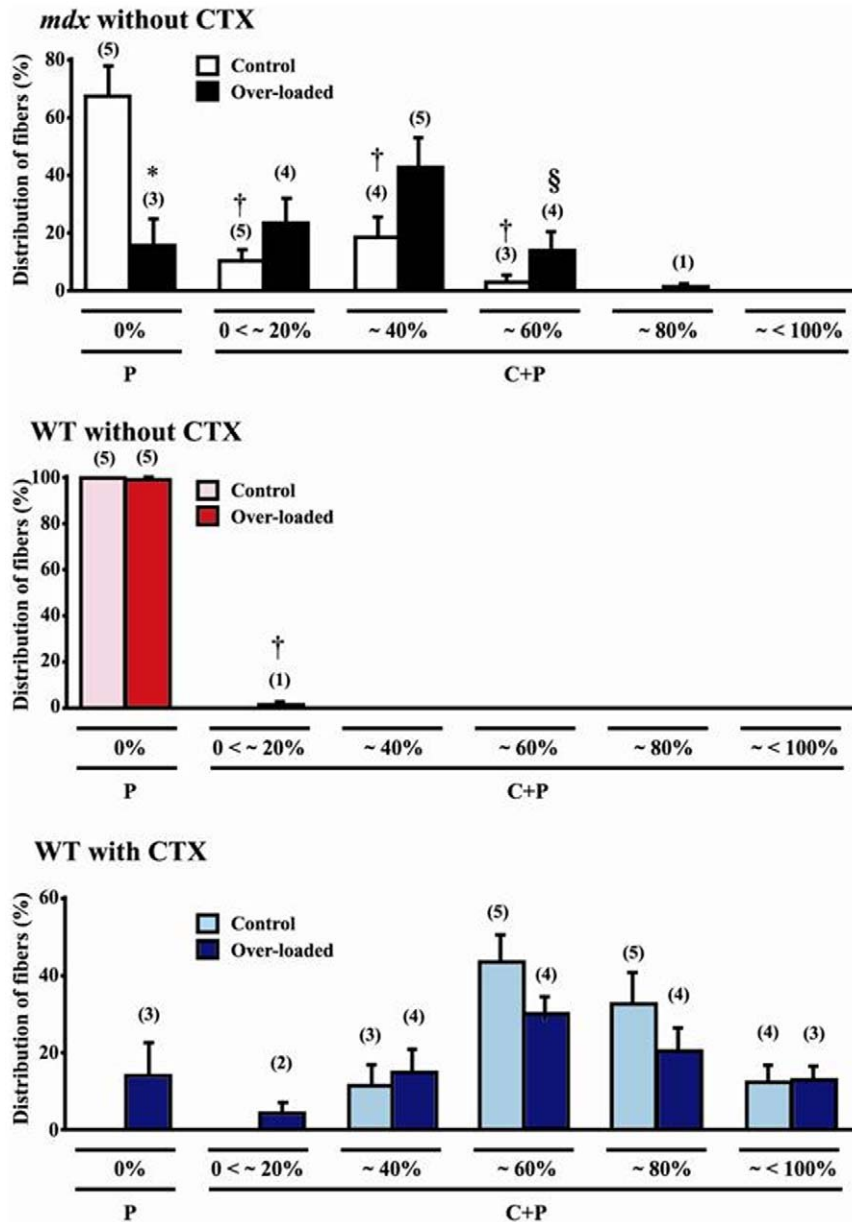 mdx without CTX
Distribution of fibers (%)
80
60
40
20
0
Control
Over-loaded
(5)
*
(3)
†
(5)
(4)
†
(4)
(5)
†
(3)
§
(4)
(1)
0% 0 < ~ 20% ~ 40% ~ 60% ~ 80% ~ < 100%
P C+P
WT without CTX
Distribution of fibers (%)
100
80
60
40
20
0
(5) (5)
Control
Over-loaded
†
(1)
0% 0 < ~ 20% ~ 40% ~ 60% ~ 80% ~ < 100%
P C+P
WT with CTX
Distribution of fibers (%)
60
40
20
0
Control
Over-loaded
(3)
(2)
(3)
(4)
(5)
(4)
(5)
(4)
(4)
(3)
0% 0 < ~ 20% ~ 40% ~ 60% ~ 80% ~ < 100%
P C+P